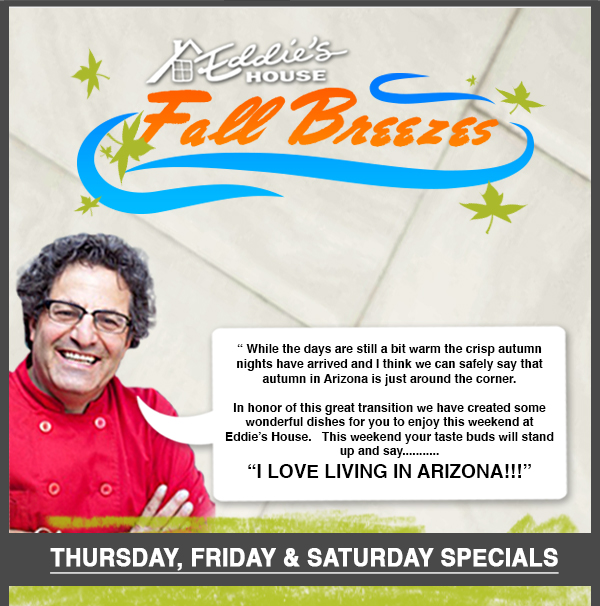 Eddie's
HOUSE
Fall Breezes
“ While the days are still a bit warm the crisp autumn
nights have arrived and I think we can safely say that
autumn in Arizona is just around the corner.
In honor of this great transition we have created some
wonderful dishes for you to enjoy this weekend at
Eddie’s House. This weekend your taste buds will stand
up and say...........
“I LOVE LIVING IN ARIZONA!!!”
THURSDAY, FRIDAY & SATURDAY SPECIALS